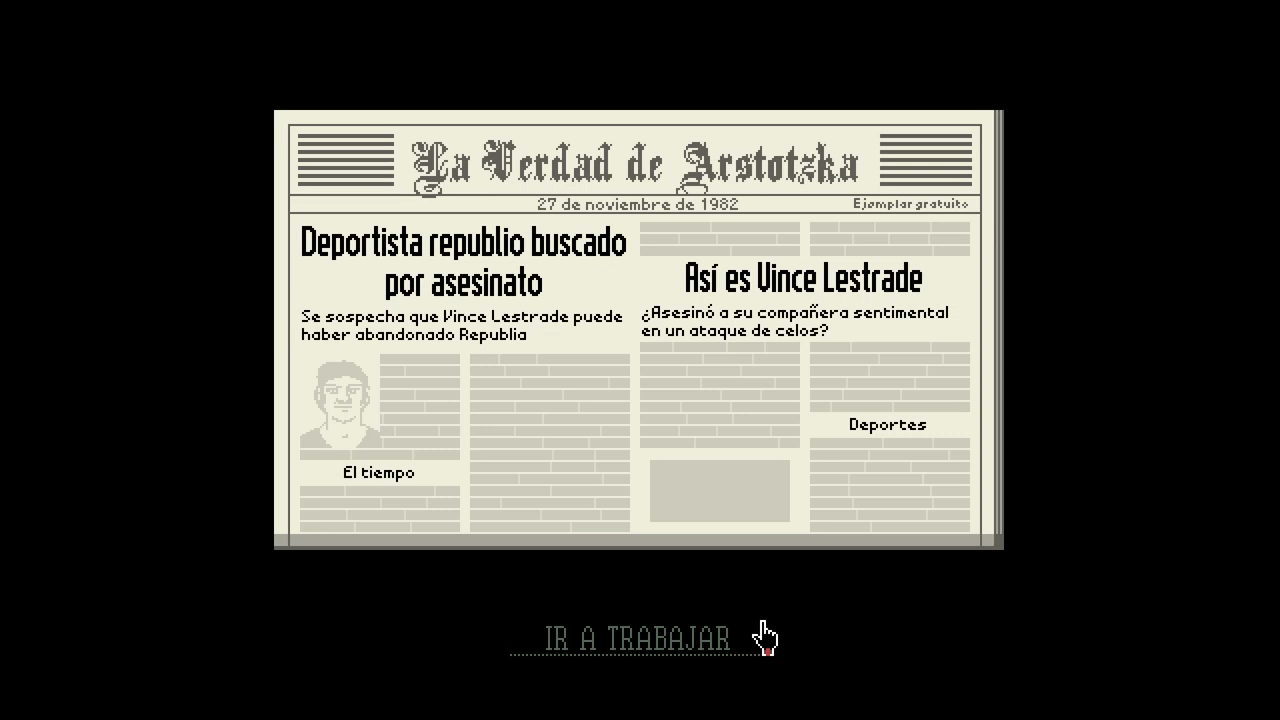 La Verdad de Arstotzka
27 de noviembre de 1982
Ejemplar gratuito
Deportista republio buscado
por asesinato
Se sospecha que Vince Lestrade puede
haber abandonado Republia
El tiempo
Así es Vince Lestrade
¿Asesinó a su compañera sentimental
en un ataque de celos?
Deportes
IR A TRABAJAR